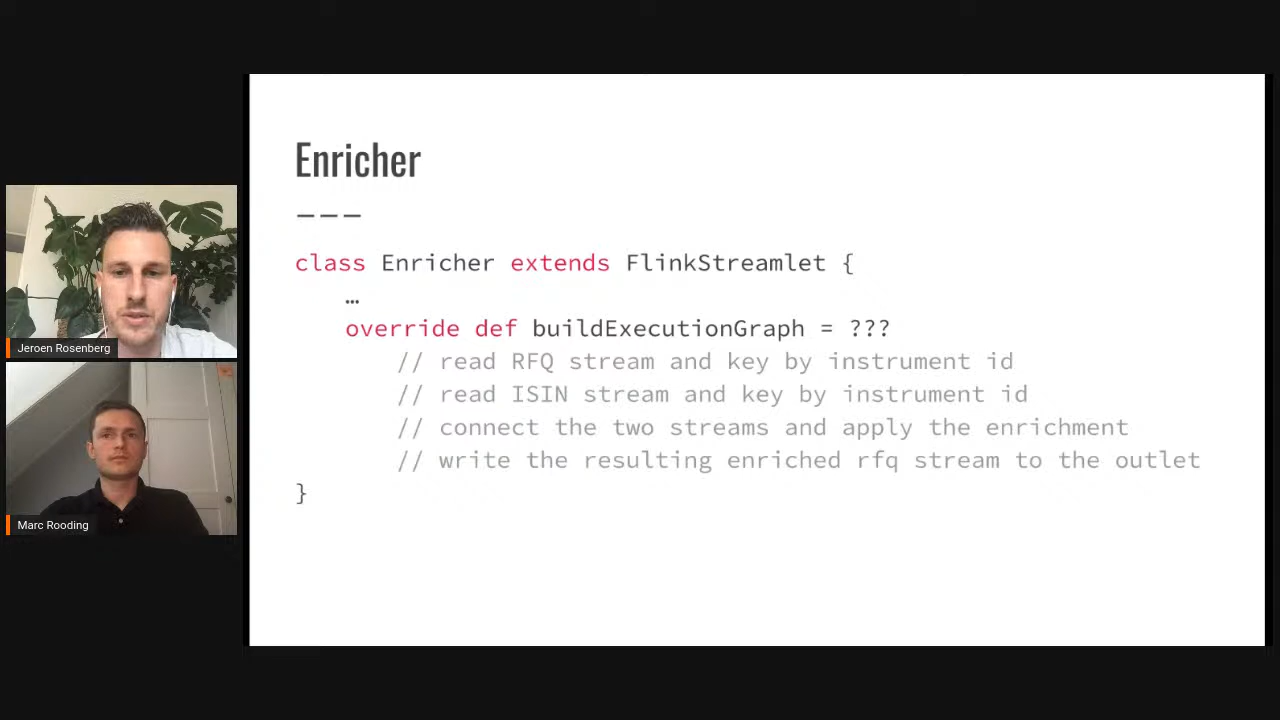 Enricher
———
class Enricher extends FlinkStreamlet {
…
override def buildExecutionGraph = ???
// read RFQ stream and key by instrument id
// read ISIN stream and key by instrument id
// connect the two streams and apply the enrichment
// write the resulting enriched rfq stream to the outlet
}
Jeroen Rosenberg
Marc Rooding